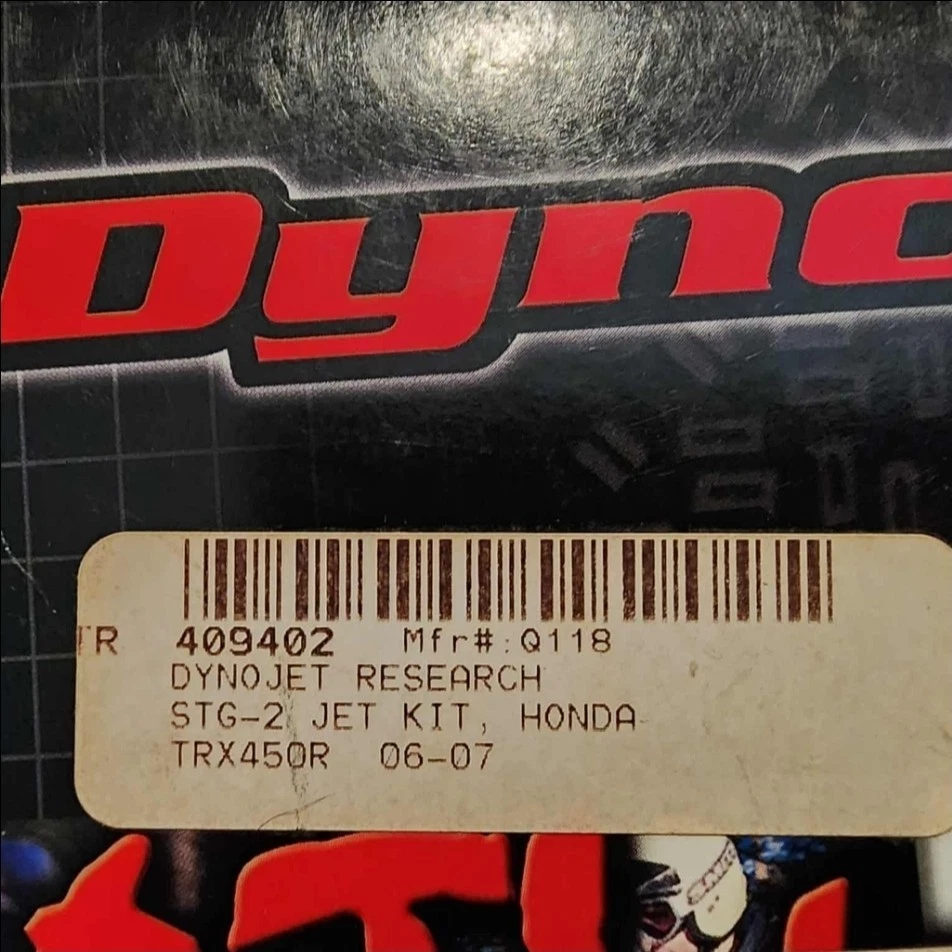 Dyno
TR 409402 Mfr#:Q118
DYNOJET RESEARCH
STG-2 JET KIT, HONDA
TRX450R 06-07